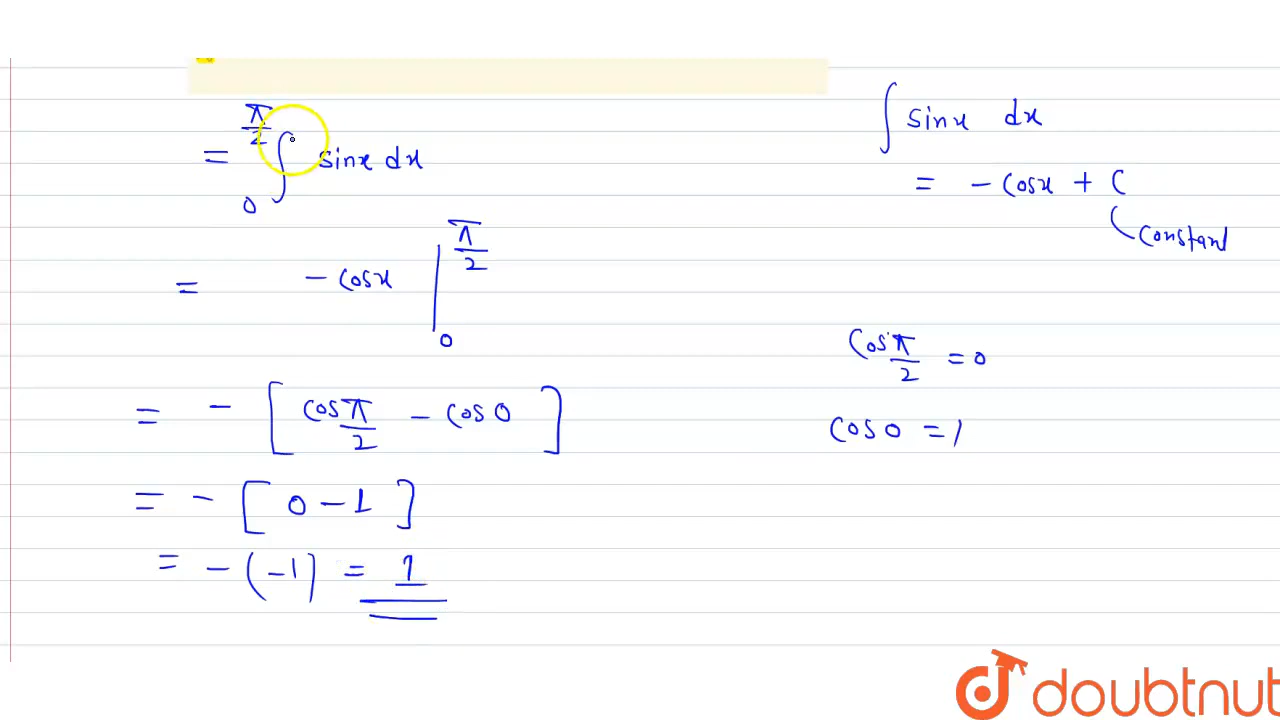 = ∫₀^(π/2) sinx dx
= -cosx |₀^(π/2)
= - [ cos π/2 - cos 0 ]
= - [ 0 - 1 ]
= - (-1) = 1
∫ sinx dx
= - cosx + C
constant
cos π/2 = 0
cos 0 = 1
doubtnut